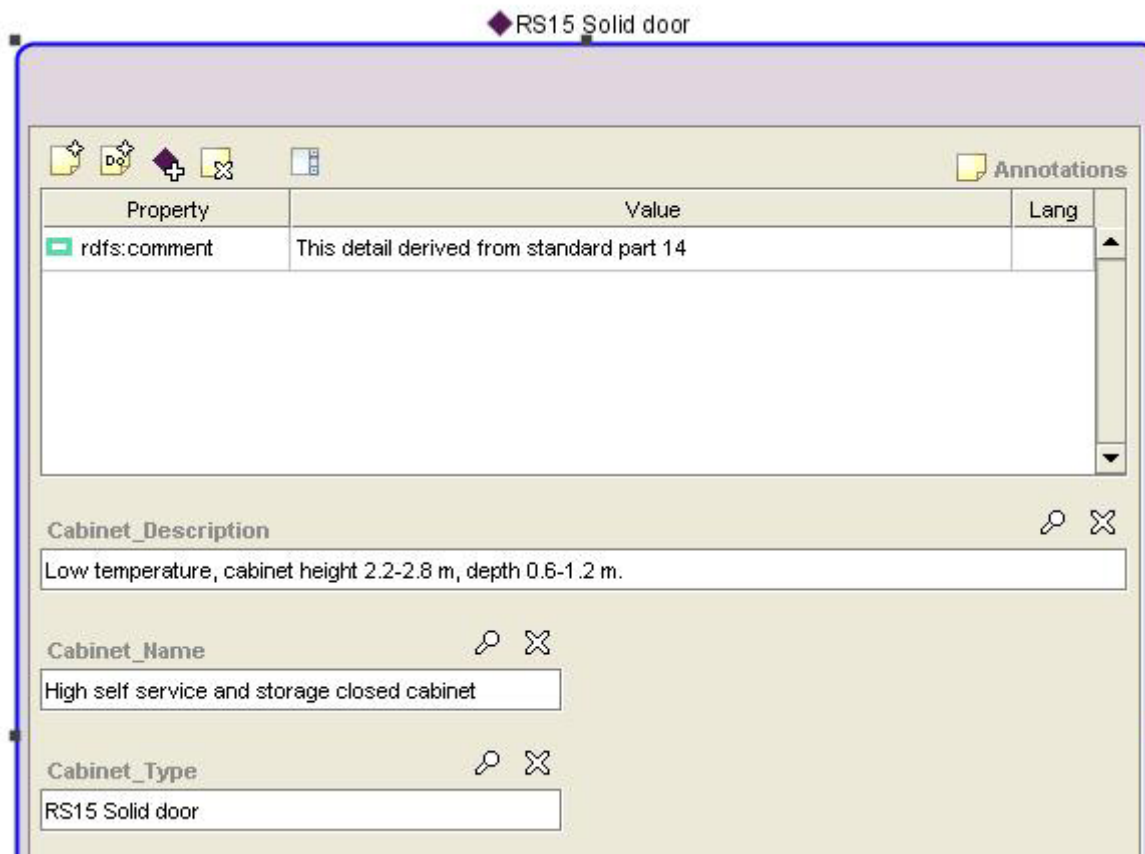 RS15 Solid door
Annotations
Property Value Lang
rdfs:comment This detail derived from standard part 14
Cabinet_Description
Low temperature, cabinet height 2.2-2.8 m, depth 0.6-1.2 m.
Cabinet_Name
High self service and storage closed cabinet
Cabinet_Type
RS15 Solid door